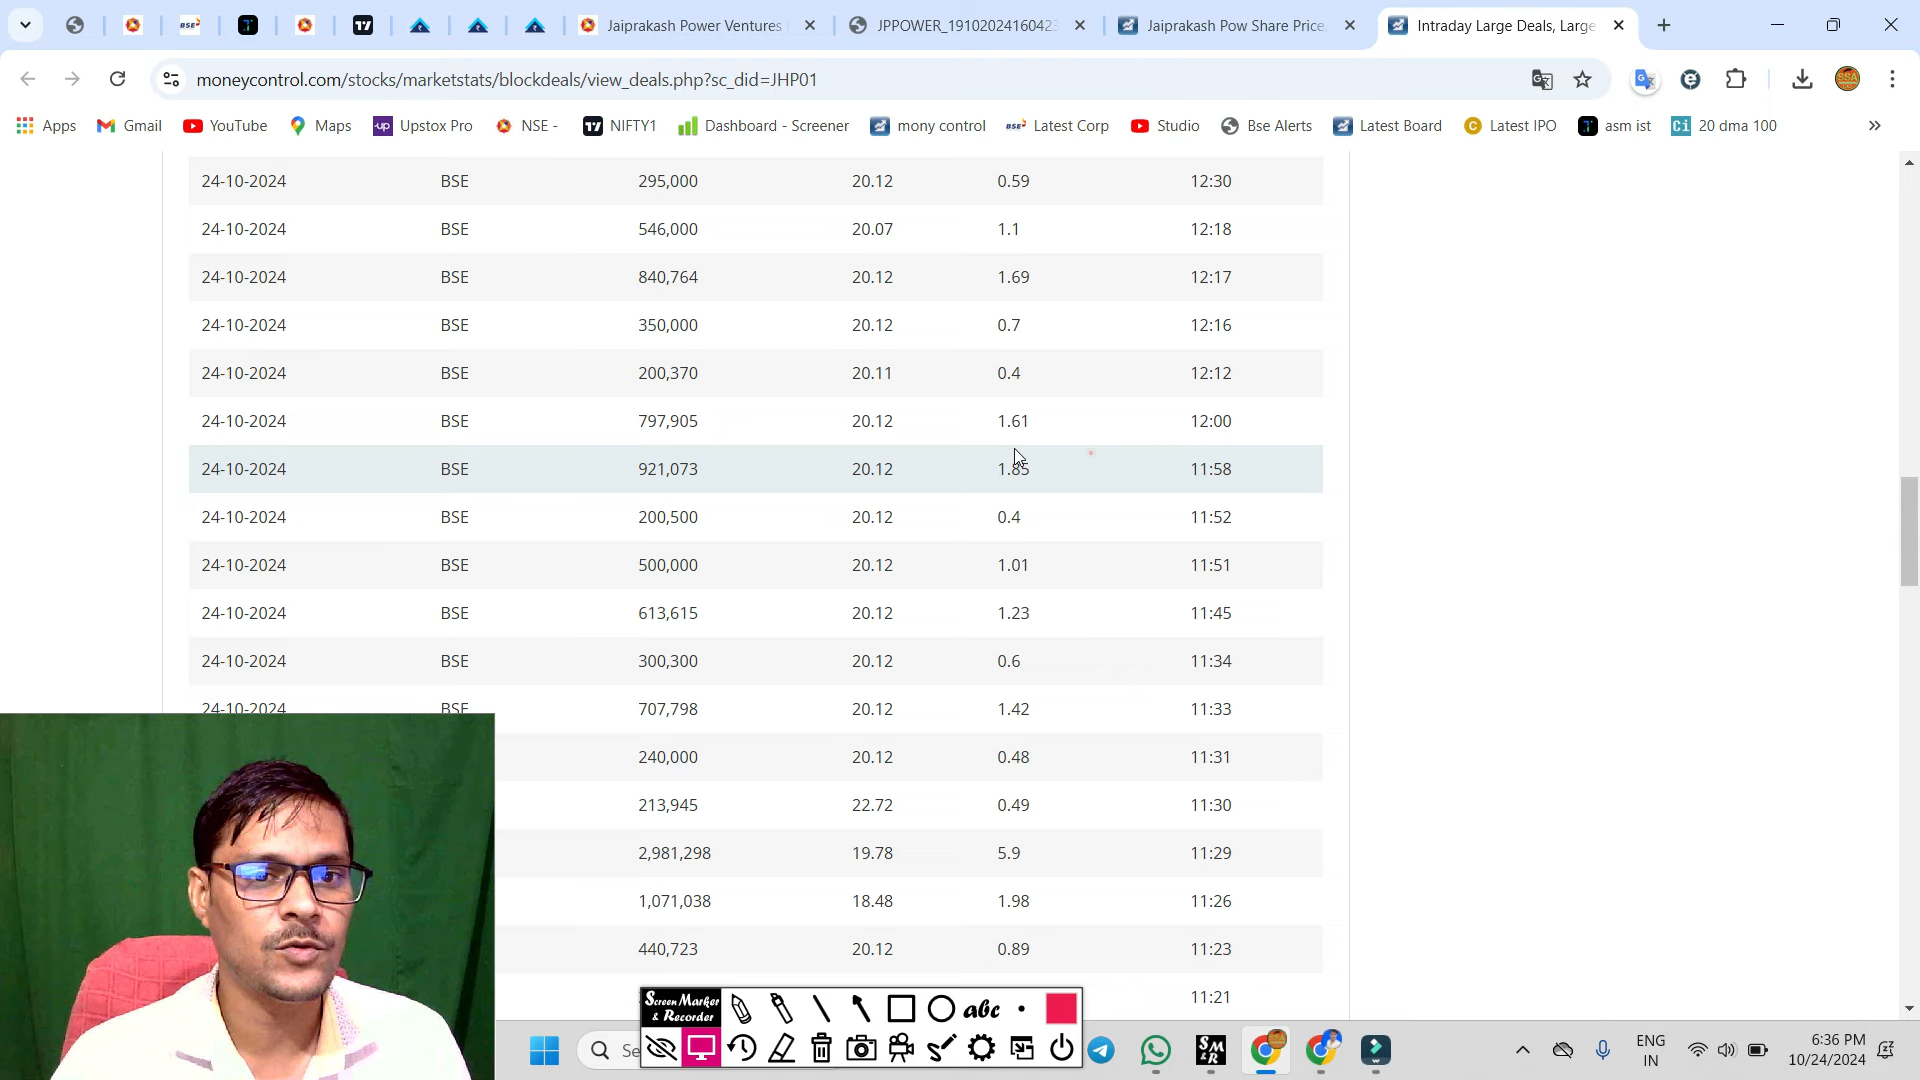 Jaiprakash Power Ventures
JPPOWER_19102024160423
Jaiprakash Pow Share Price
Intraday Large Deals, Large
moneycontrol.com/stocks/marketstats/blockdeals/view_deals.php?sc_did=JHP01
Apps Gmail YouTube Maps up Upstox Pro NSE - NIFTY1 Dashboard - Screener mony control BSE Latest Corp Studio Bse Alerts Latest Board Latest IPO asm ist Ci 20 dma 100
24-10-2024 BSE 295,000 20.12 0.59 12:30
24-10-2024 BSE 546,000 20.07 1.1 12:18
24-10-2024 BSE 840,764 20.12 1.69 12:17
24-10-2024 BSE 350,000 20.12 0.7 12:16
24-10-2024 BSE 200,370 20.11 0.4 12:12
24-10-2024 BSE 797,905 20.12 1.61 12:00
24-10-2024 BSE 921,073 20.12 1.85 11:58
24-10-2024 BSE 200,500 20.12 0.4 11:52
24-10-2024 BSE 500,000 20.12 1.01 11:51
24-10-2024 BSE 613,615 20.12 1.23 11:45
24-10-2024 BSE 300,300 20.12 0.6 11:34
24-10-2024 BSE 707,798 20.12 1.42 11:33
240,000 20.12 0.48 11:31
213,945 22.72 0.49 11:30
2,981,298 19.78 5.9 11:29
1,071,038 18.48 1.98 11:26
440,723 20.12 0.89 11:23
11:21
Screen Marker
& Recorder
abc
Se
SM
&R
ENG
IN
6:36 PM
10/24/2024